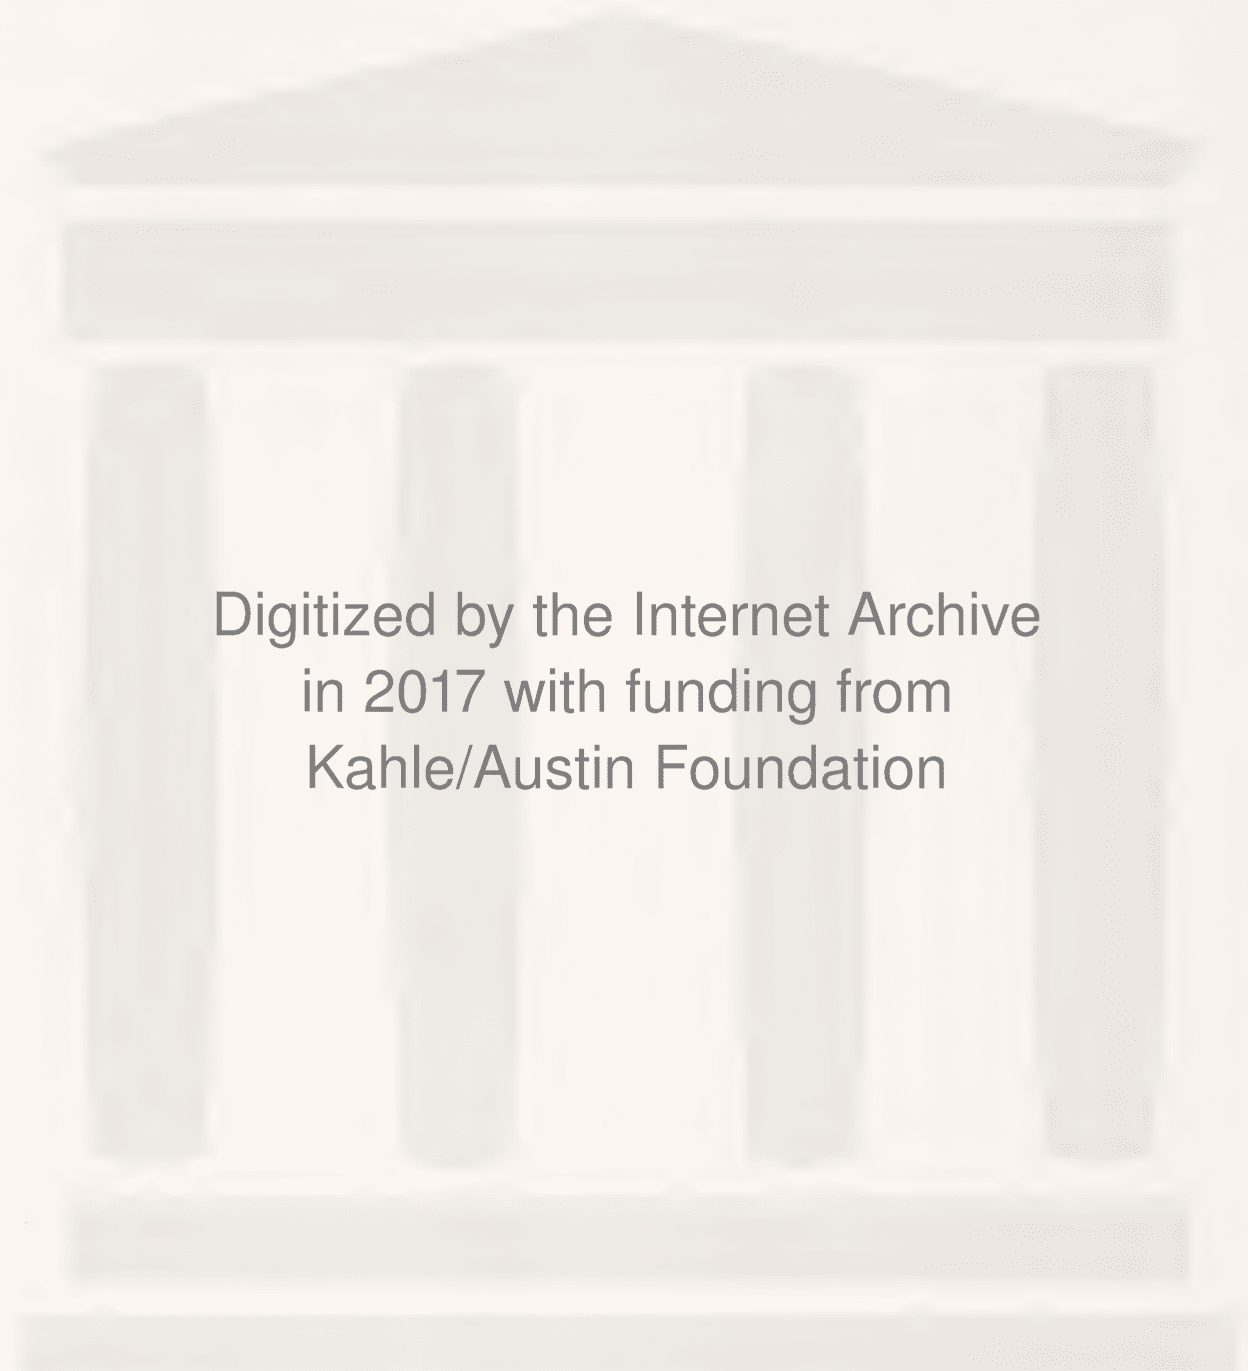 Digitized by the Internet Archive
in 2017 with funding from
Kahle/Austin Foundation